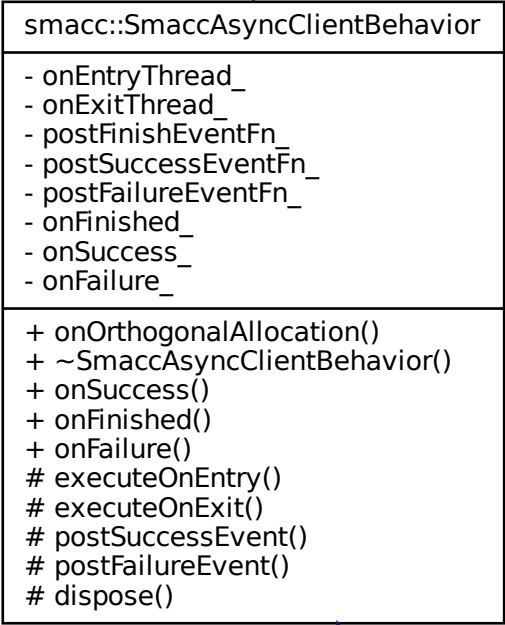 smacc::SmaccAsyncClientBehavior
- onEntryThread_
- onExitThread_
- postFinishEventFn_
- postSuccessEventFn_
- postFailureEventFn_
- onFinished_
- onSuccess_
- onFailure_
+ onOrthogonalAllocation()
+ ~SmaccAsyncClientBehavior()
+ onSuccess()
+ onFinished()
+ onFailure()
# executeOnEntry()
# executeOnExit()
# postSuccessEvent()
# postFailureEvent()
# dispose()